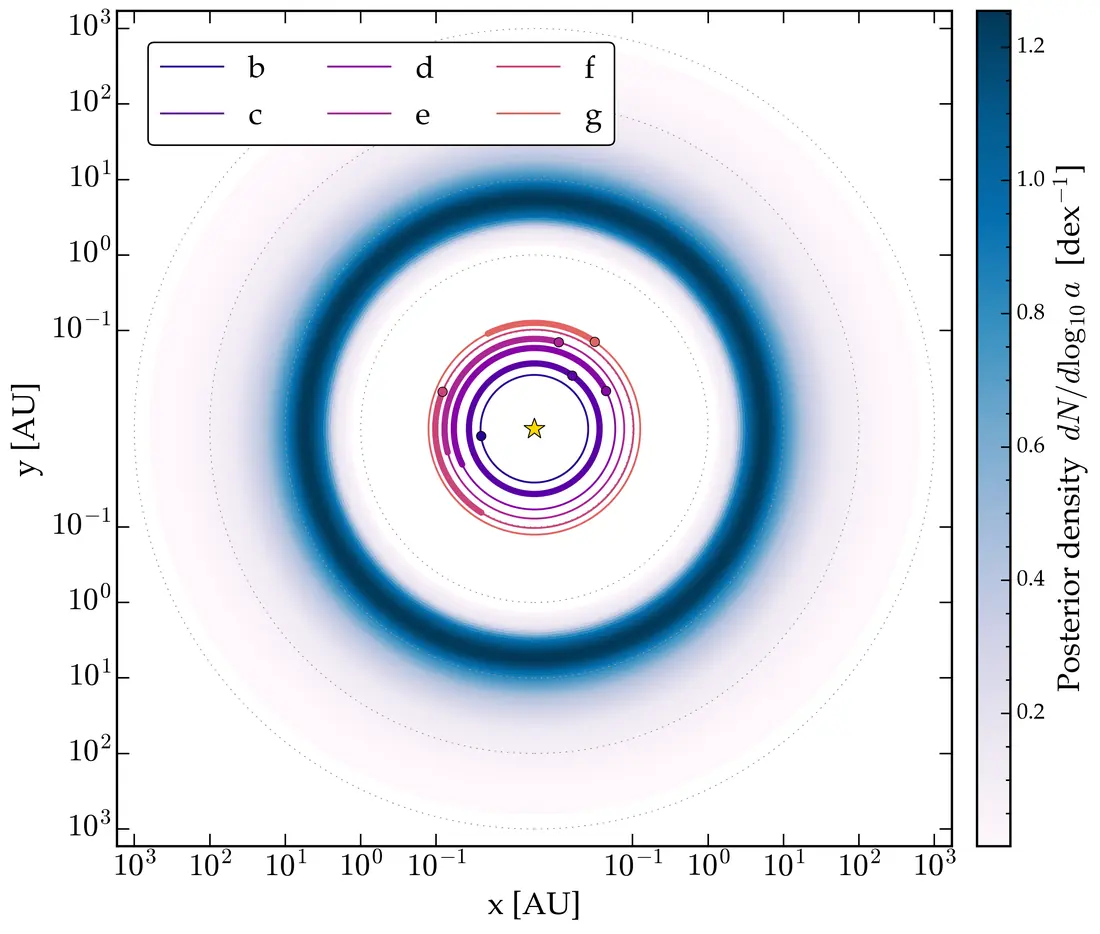 b d f
c e g
10³
10²
10¹
10⁰
10⁻¹
10⁻¹
10⁰
10¹
10²
10³
y [AU]
10³ 10² 10¹ 10⁰ 10⁻¹ 10⁻¹ 10⁰ 10¹ 10² 10³
x [AU]
1.2
1.0
0.8
0.6
0.4
0.2
Posterior density dN/dlog₁₀ a [dex⁻¹]